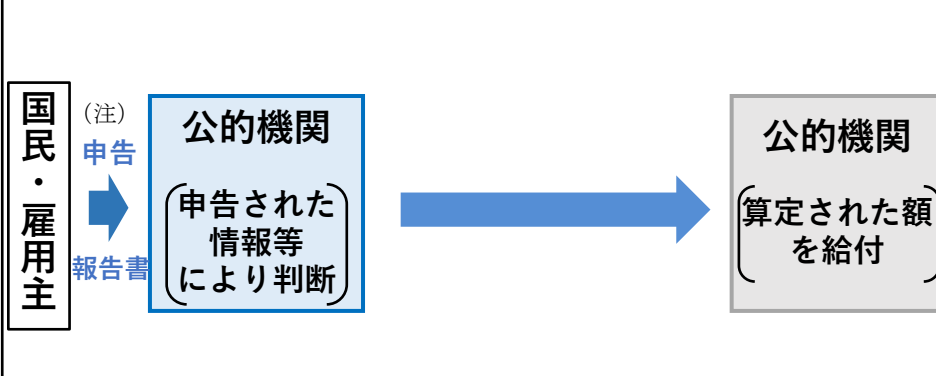 国民・雇用主
(注)
申告
報告書
公的機関
申告された
情報等
により判断
公的機関
算定された額
を給付